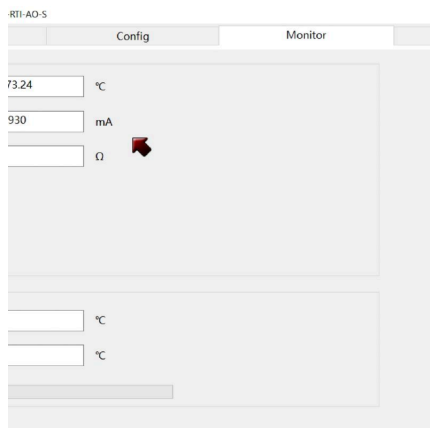 -RTI-AO-S
Config Monitor
73.24 ℃
930 mA
Ω
℃
℃